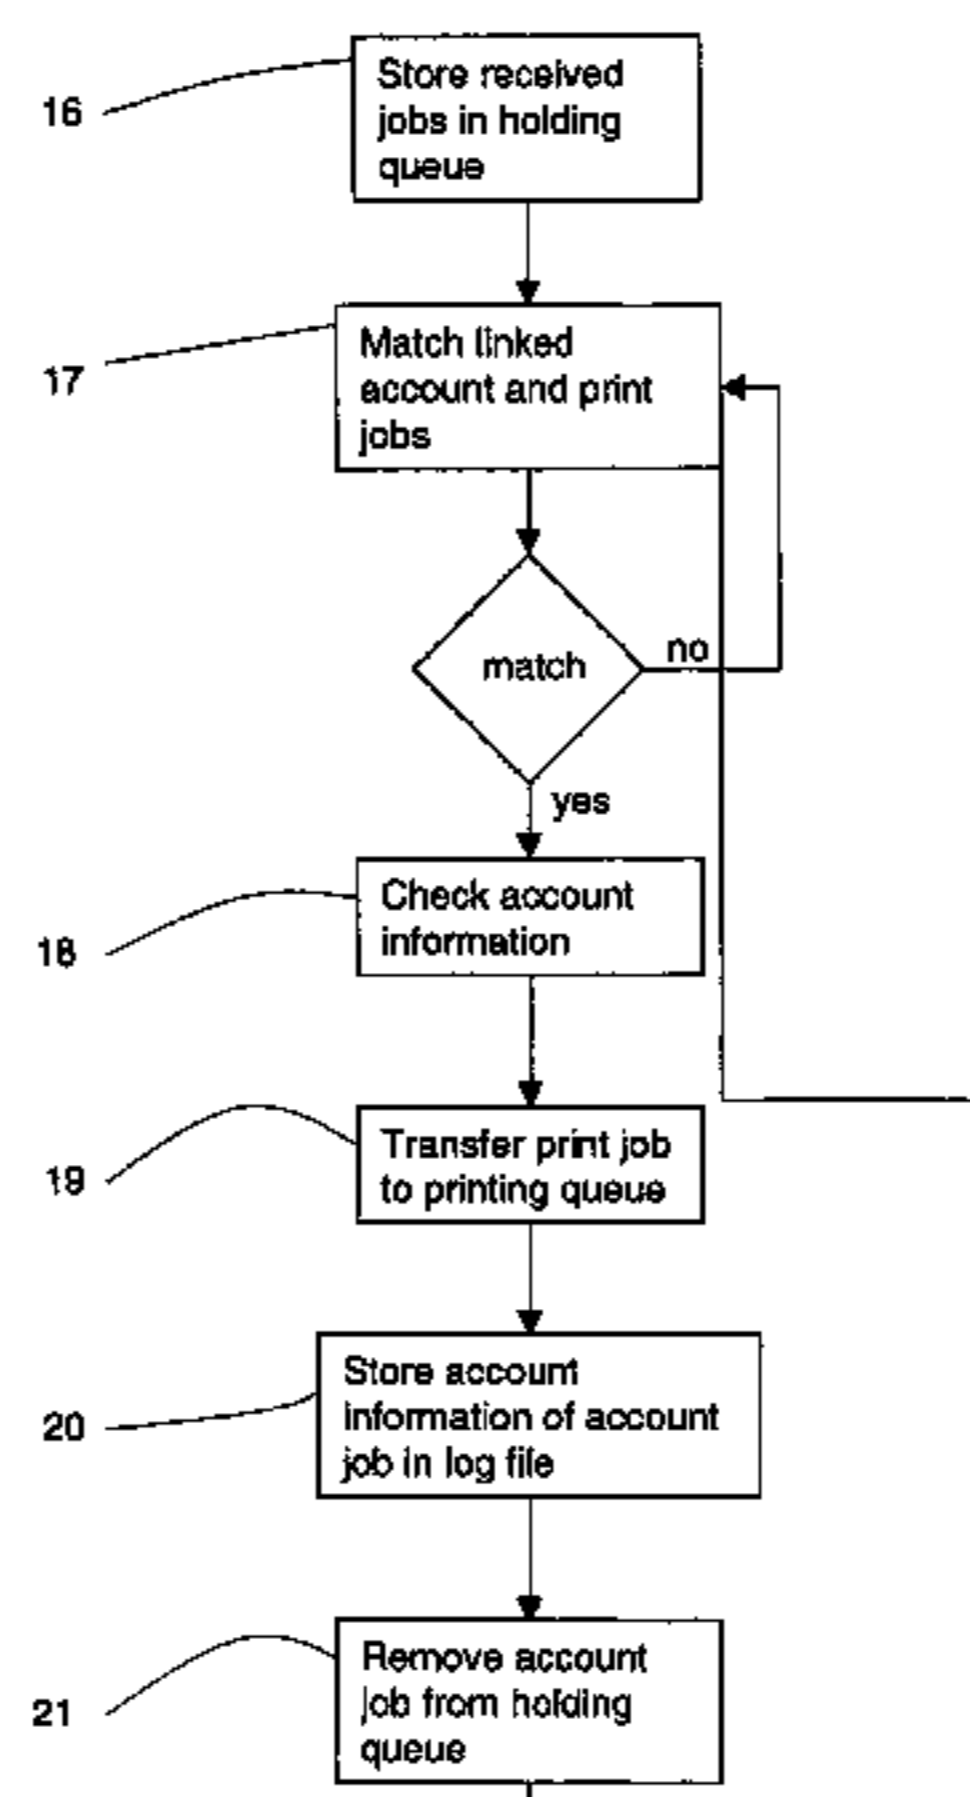 16
Store received
jobs in holding
queue
17
Match linked
account and print
jobs
match
no
yes
18
Check account
information
19
Transfer print job
to printing queue
20
Store account
information of account
job in log file
21
Remove account
job from holding
queue